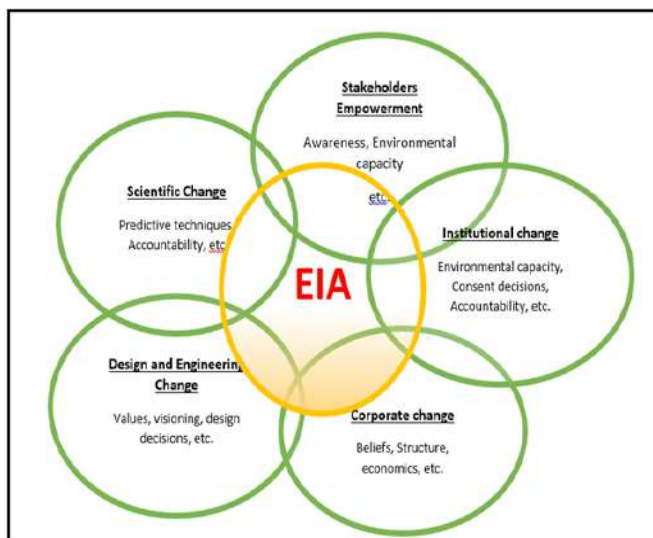 Stakeholders
Empowerment
Awareness, Environmental
capacity
etc.
Scientific Change
Predictive techniques
Accountability, etc
EIA
Institutional change
Environmental capacity,
Consent decisions,
Accountability, etc.
Design and Engineering
Change
Values, visioning, design
decisions, etc.
Corporate change
Beliefs, Structure,
economics, etc.